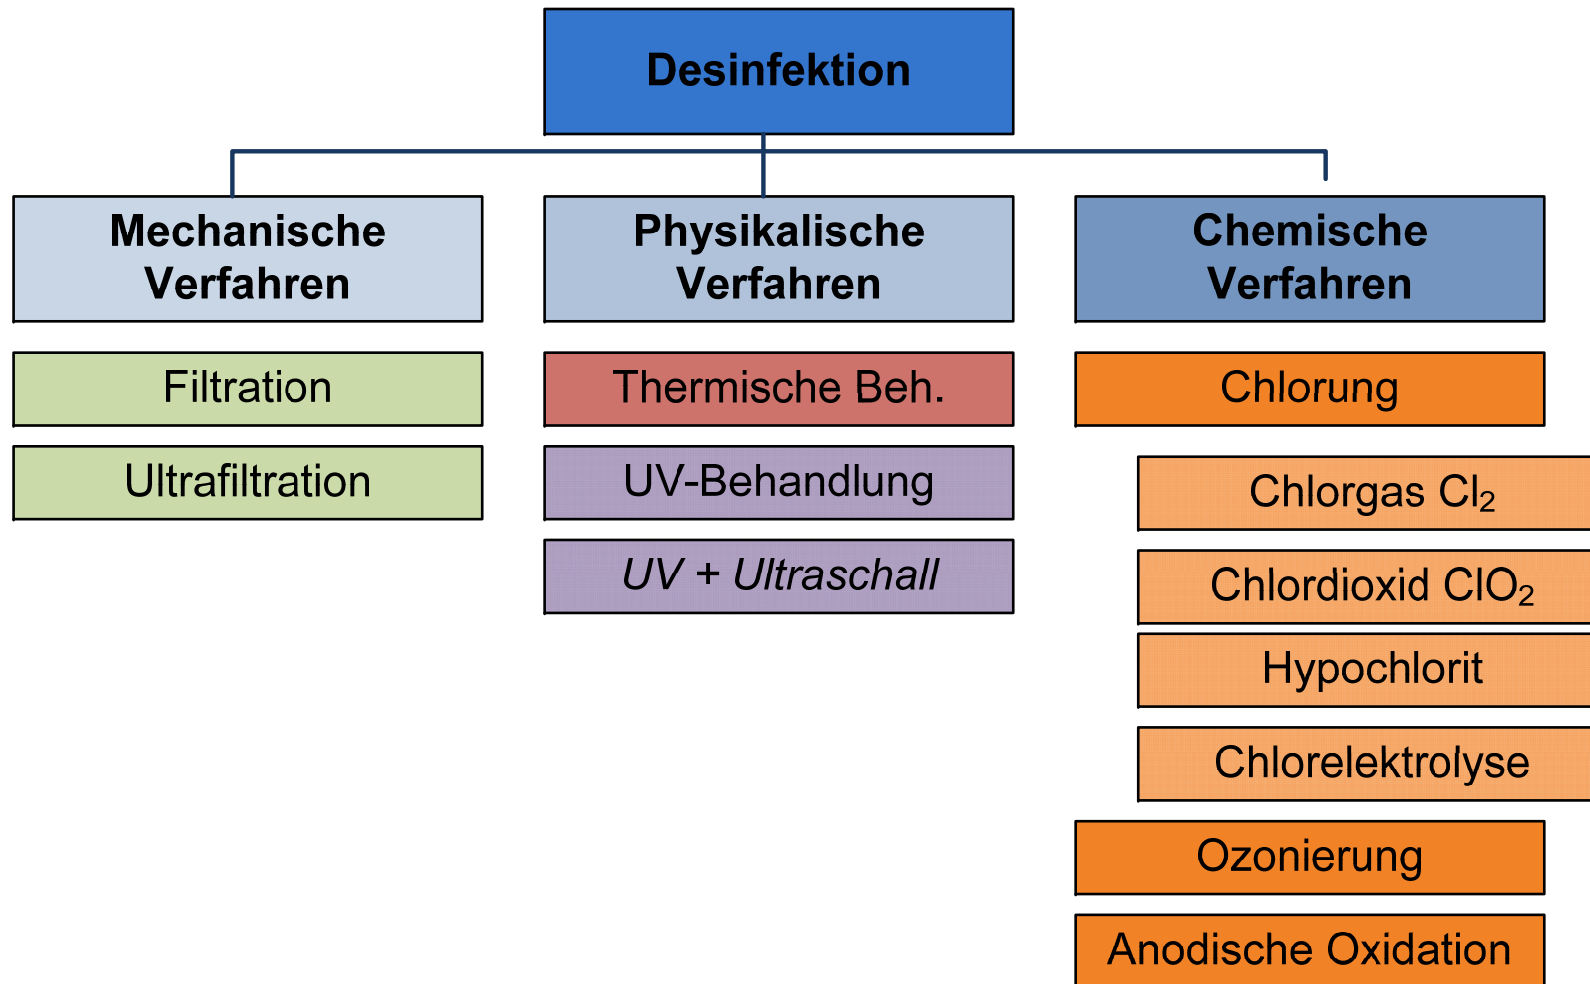 Desinfektion
Mechanische
Verfahren
Filtration
Ultrafiltration
Physikalische
Verfahren
Thermische Beh.
UV-Behandlung
UV + Ultraschall
Chemische
Verfahren
Chlorung
Chlorgas Cl₂
Chlordioxid ClO₂
Hypochlorit
Chlorelektrolyse
Ozonierung
Anodische Oxidation